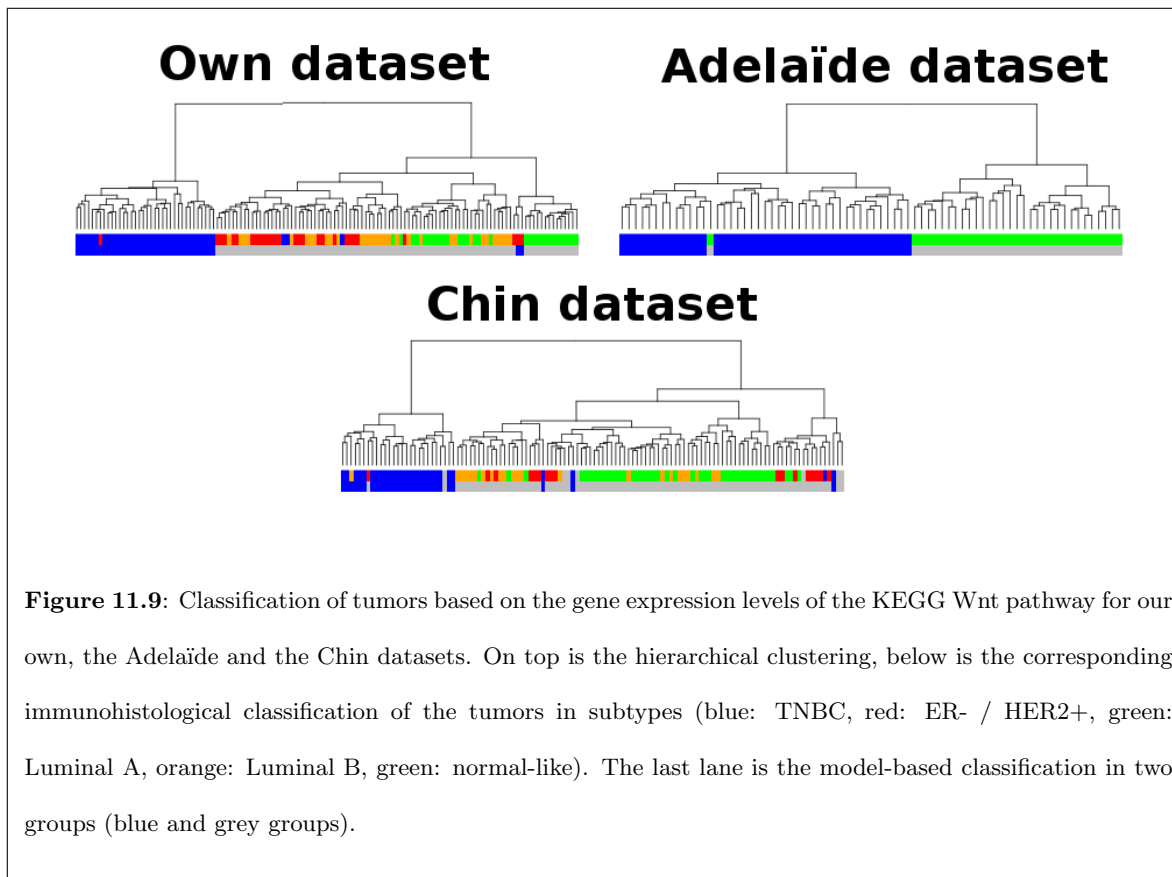 Own dataset
Adelaïde dataset
Chin dataset
Figure 11.9: Classification of tumors based on the gene expression levels of the KEGG Wnt pathway for our
own, the Adelaïde and the Chin datasets. On top is the hierarchical clustering, below is the corresponding
immunohistological classification of the tumors in subtypes (blue: TNBC, red: ER- / HER2+, green:
Luminal A, orange: Luminal B, green: normal-like). The last lane is the model-based classification in two
groups (blue and grey groups).